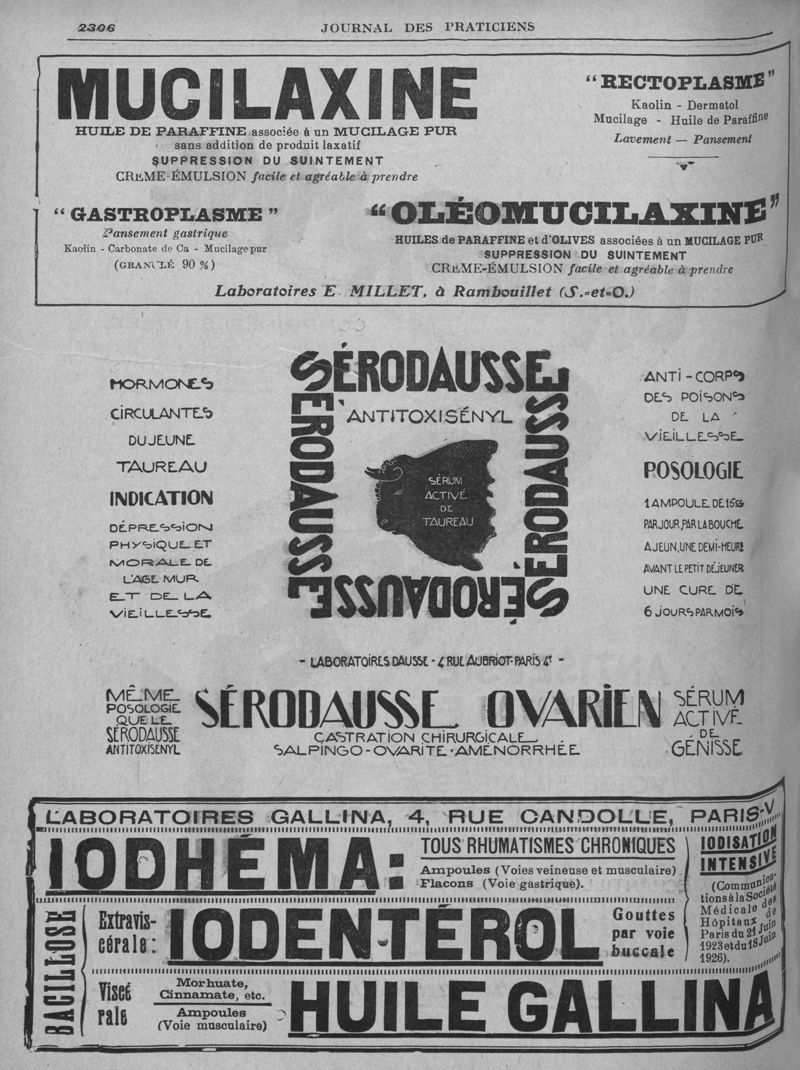 2306
JOURNAL DES PRATICIENS
MUCILAXINE
HUILE DE PARAFFINE associée à un MUCILAGE PUR
sans addition de produit laxatif
SUPPRESSION DU SUINTEMENT
CRÈME-ÉMULSION facile et agréable à prendre
“RECTOPLASME”
Kaolin - Dermatol
Mucilage - Huile de Paraffine
Lavement — Pansement
“GASTROPLASME”
Pansement gastrique
Kaolin - Carbonate de Ca - Mucilage pur
(GRANULÉ 90 %)
“OLÉOMUCILAXINE”
HUILES de PARAFFINE et d'OLIVES associées à un MUCILAGE PUR
SUPPRESSION DU SUINTEMENT
CRÈME-ÉMULSION facile et agréable à prendre
Laboratoires E. MILLET, à Rambouillet (S.-et-O.)
HORMONES
CIRCULANTES
DU JEUNE
TAUREAU
INDICATION
DÉPRESSION
PHYSIQUE ET
MORALE DE
L'AGE MUR
ET DE LA
VIEILLESSE
SÉRODAUSSE
SÉRODAUSSE
SÉRODAUSSE
SÉRODAUSSE
ANTITOXISÉNYL
SÉRUM
ACTIVÉ
DE
TAUREAU
ANTI-CORPS
DES POISONS
DE LA
VIEILLESSE
POSOLOGIE
1 AMPOULE DE 15cc
PAR JOUR, PAR LA BOUCHE
A JEUN, UNE DEMI-HEURE
AVANT LE PETIT DÉJEUNER
UNE CURE DE
6 JOURS PAR MOIS
- LABORATOIRES DAUSSE - 4 RUE AUBRIOT - PARIS 4e -
MÊME
POSOLOGIE
QUE LE
SÉRODAUSSE
ANTITOXISENYL
SÉRODAUSSE OVARIEN
CASTRATION CHIRURGICALE
SALPINGO-OVARITE-AMÉNORRHÉE
SÉRUM
ACTIVÉ
DE
GÉNISSE
LABORATOIRES GALLINA, 4, RUE CANDOLLE, PARIS-V
IODHÉMA:
TOUS RHUMATISMES CHRONIQUES
Ampoules (Voies veineuse et musculaire)
Flacons (Voie gastrique).
IODISATION
INTENSIVE
(Communica-
tions à la Société
Médicale des
Hôpitaux de
Paris du 21 Juin
1923 et du 18 Juin
1926).
BACILLOSE
Extravis-
cérale:
IODENTÉROL
Gouttes
par voie
buccale
Viscé
rale
Morhuate,
Cinnamate, etc.
Ampoules
(Voie musculaire)
HUILE GALLINA